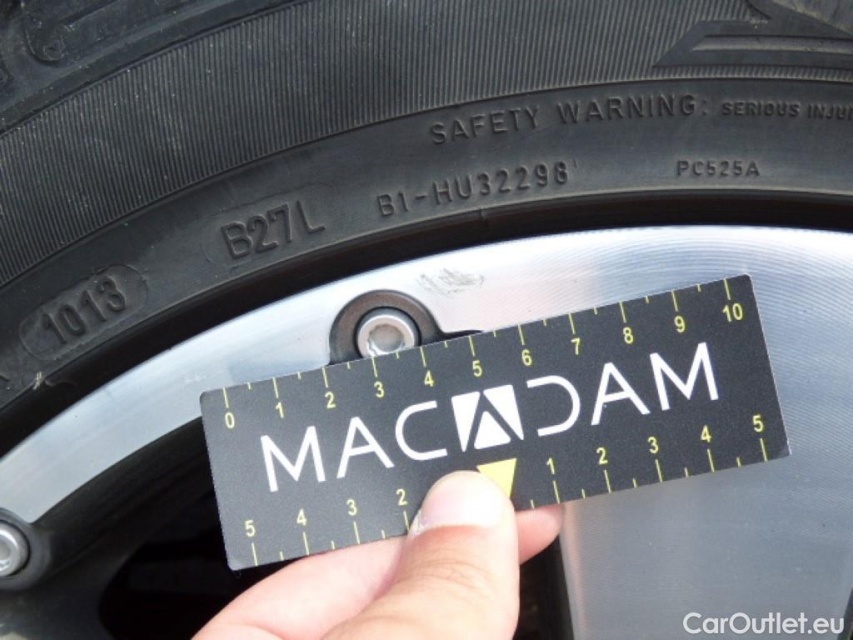 SAFETY WARNING: SERIOUS INJU
B1-HU32298
PC525A
B27L
1013
0 1 2 3 4 5 6 7 8 9 10
MACADAM
5 4 3 2 1 2 3 4 5
CarOutlet.eu